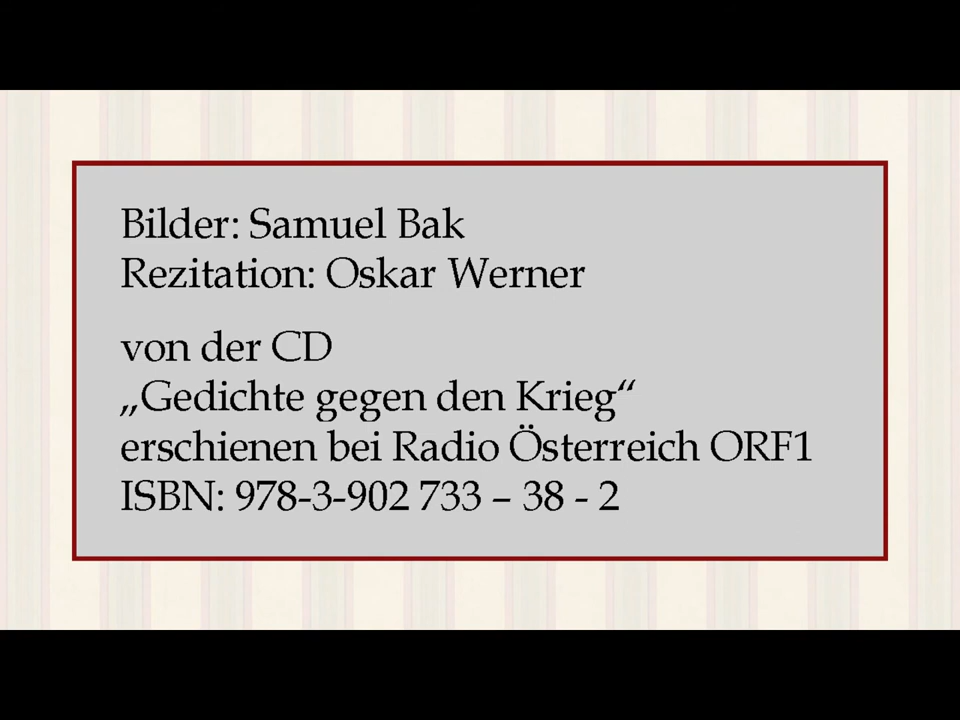 Bilder: Samuel Bak
Rezitation: Oskar Werner
von der CD
„Gedichte gegen den Krieg“
erschienen bei Radio Österreich ORF1
ISBN: 978-3-902 733 – 38 - 2